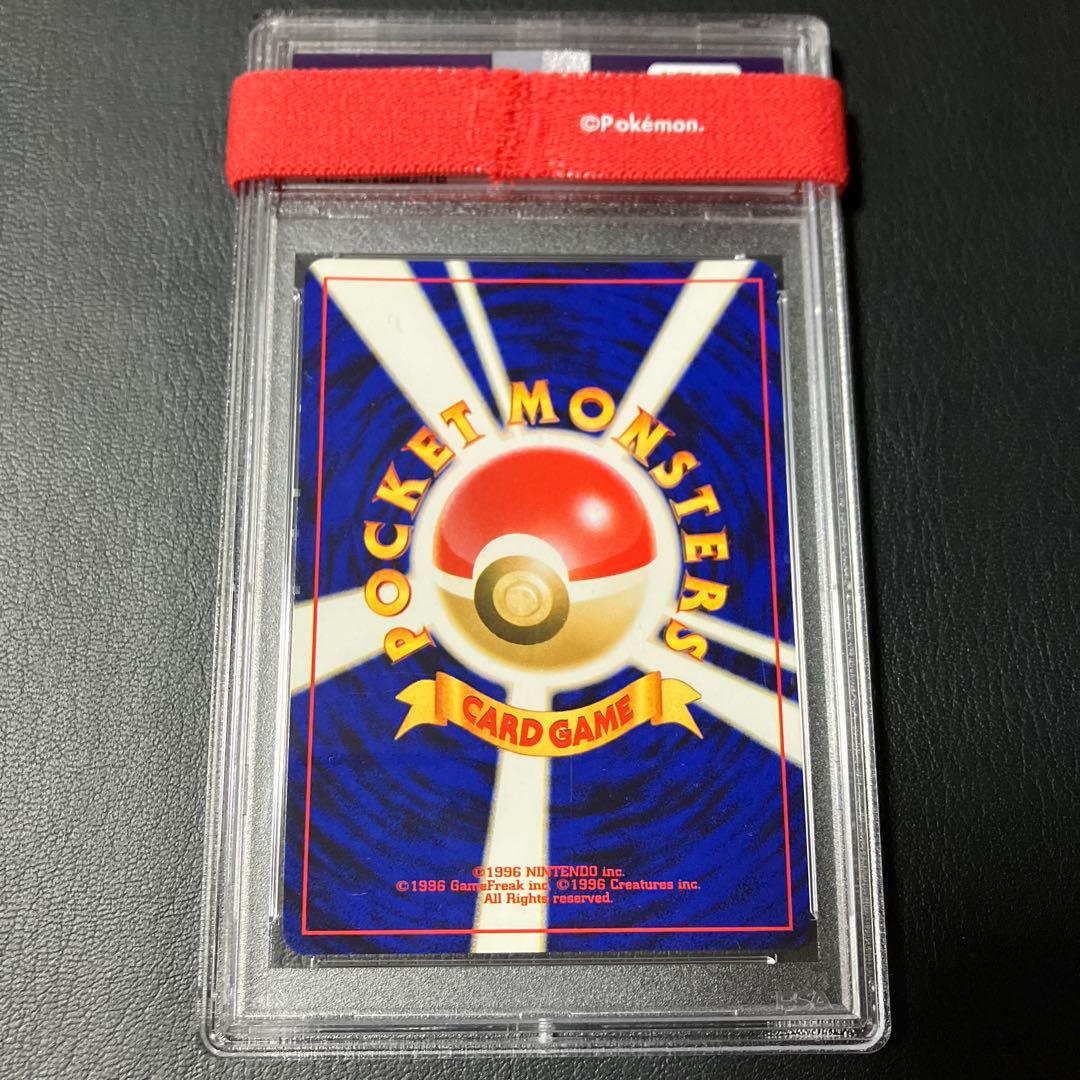 ©Pokémon.
POCKET MONSTERS
CARD GAME
©1996 NINTENDO inc.
©1996 GameFreak inc. ©1996 Creatures inc.
All Rights reserved.